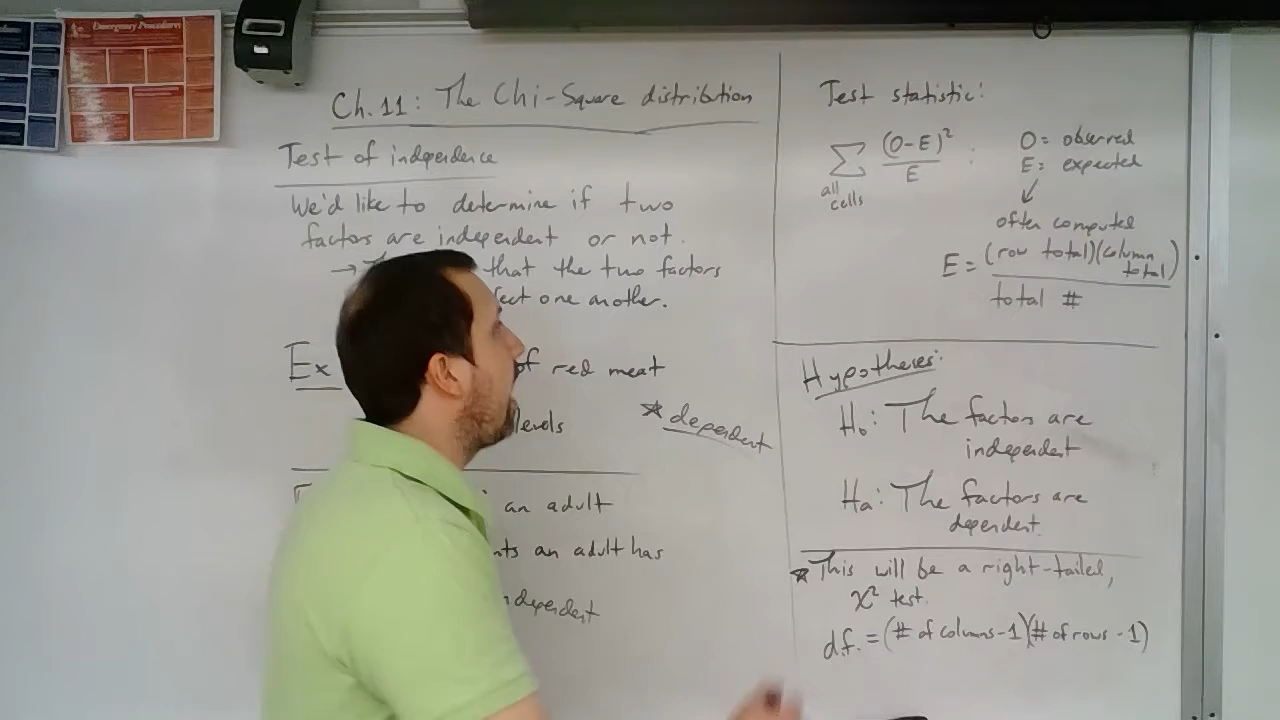 Emergency Procedures
Ch. 11: The Chi-Square distribution
Test of independence
We'd like to determine if two
factors are independent or not.
→ that the two factors
one another.
Ex of red meat
levels
* dependent
an adult
an adult has
independent
Test statistic:
∑ (O-E)² / E :
all
cells
O = observed
E = expected
↓
often computed
E = (row total)(column total) / total #
Hypotheses:
H₀: The factors are
independent
Ha: The factors are
dependent.
* This will be a right-tailed,
χ² test.
d.f. = (# of columns - 1)(# of rows - 1)